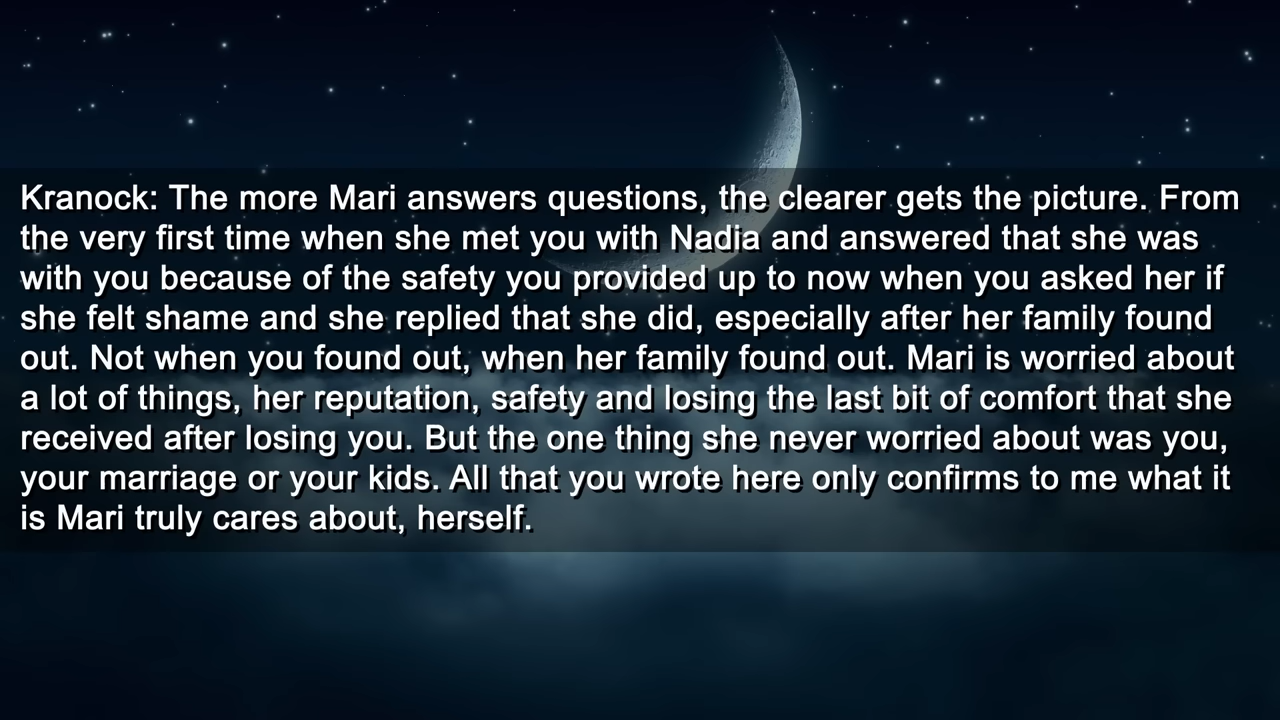 Kranock: The more Mari answers questions, the clearer gets the picture. From
the very first time when she met you with Nadia and answered that she was
with you because of the safety you provided up to now when you asked her if
she felt shame and she replied that she did, especially after her family found
out. Not when you found out, when her family found out. Mari is worried about
a lot of things, her reputation, safety and losing the last bit of comfort that she
received after losing you. But the one thing she never worried about was you,
your marriage or your kids. All that you wrote here only confirms to me what it
is Mari truly cares about, herself.